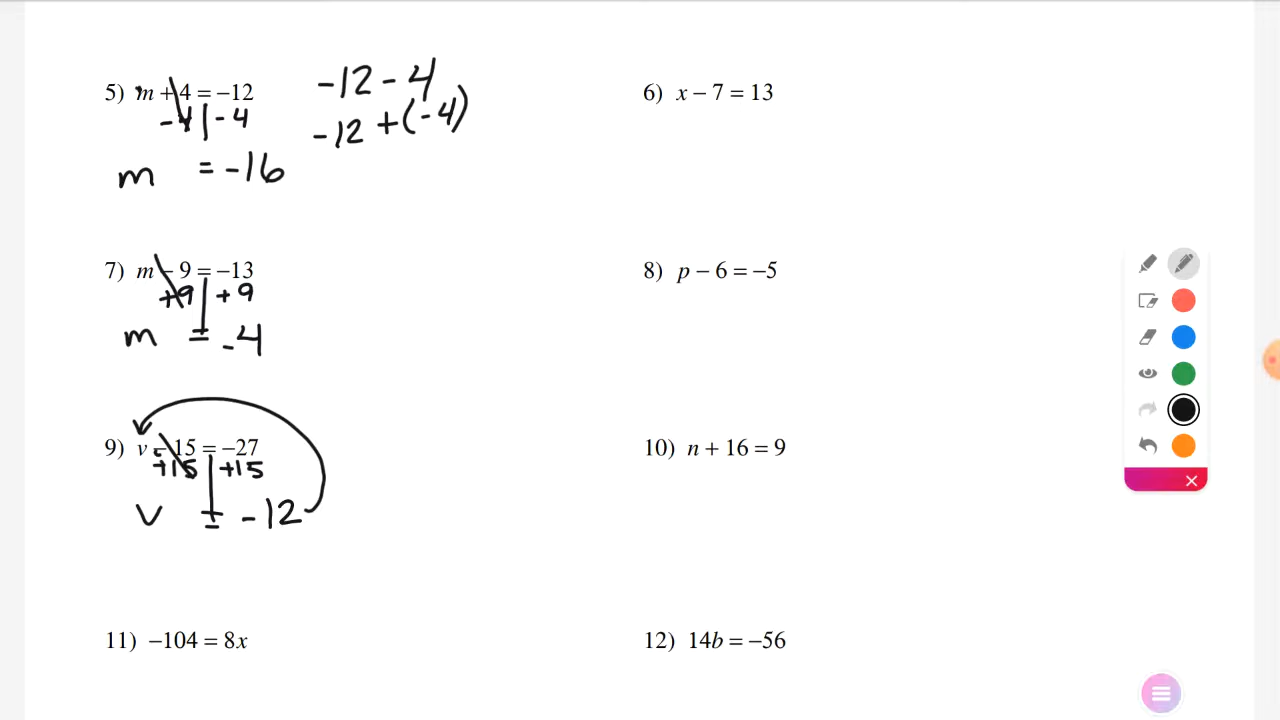 5) m + 4 = −12
-4 | -4
m = -16
-12 - 4
-12 + (-4)
6) x − 7 = 13
7) m − 9 = −13
+9 | +9
m = -4
8) p − 6 = −5
9) v − 15 = −27
+15 | +15
v = -12
10) n + 16 = 9
11) −104 = 8x
12) 14b = −56